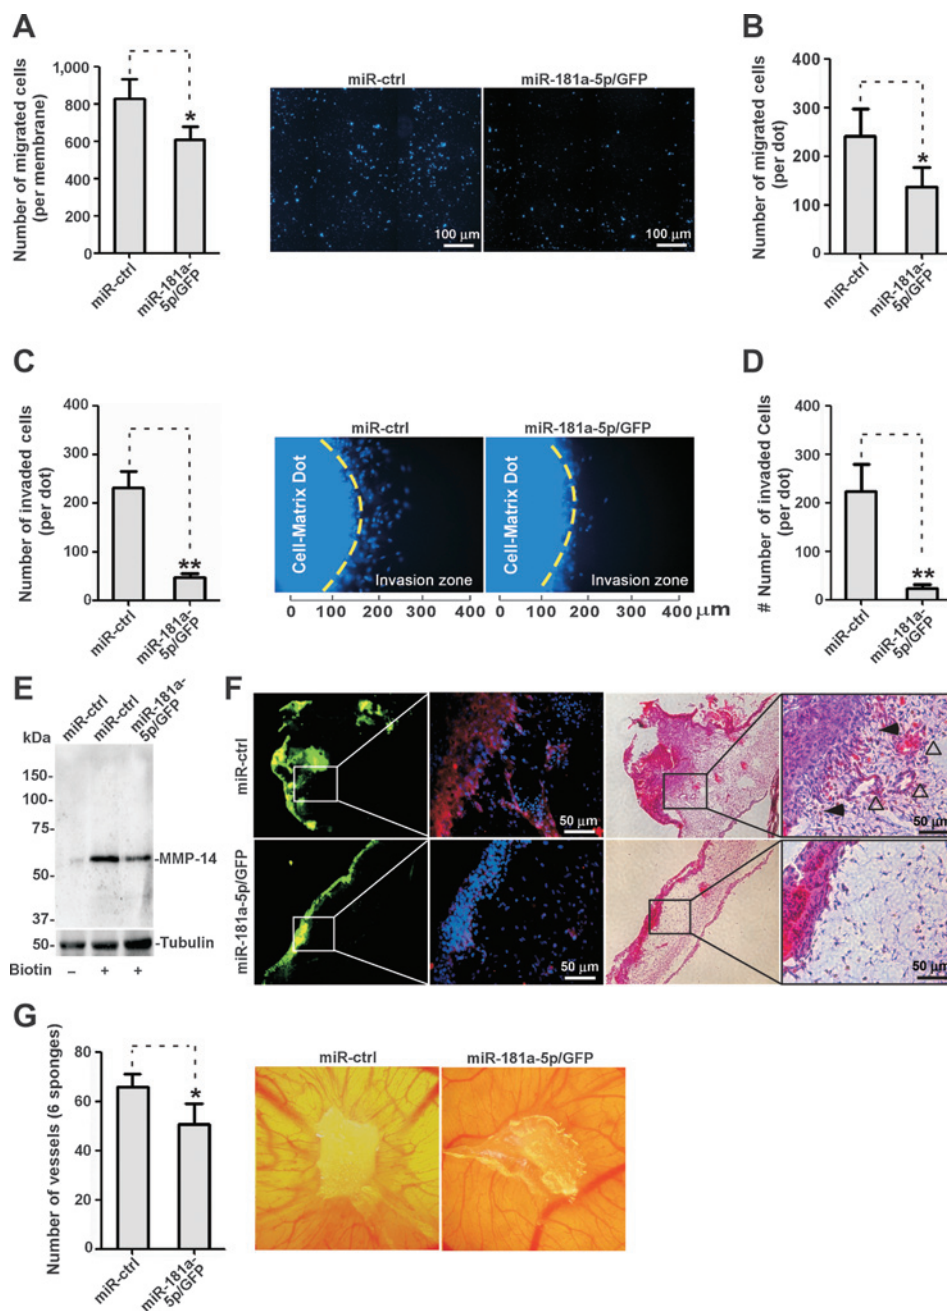 A
Number of migrated cells
(per membrane)
1,000
800
600
400
200
0
*
miR-ctrl
miR-181a-
5p/GFP
miR-ctrl
miR-181a-5p/GFP
100 µm
100 µm
B
Number of migrated cells
(per dot)
400
300
200
100
0
*
miR-ctrl
miR-181a-
5p/GFP
C
Number of invaded cells
(per dot)
400
300
200
100
0
**
miR-ctrl
miR-181a-
5p/GFP
miR-ctrl
miR-181a-5p/GFP
Cell-Matrix Dot
Invasion zone
Cell-Matrix Dot
Invasion zone
0 100 200 300 400
0 100 200 300 400 µm
D
# Number of invaded Cells
(per dot)
400
300
200
100
0
**
miR-ctrl
miR-181a-
5p/GFP
E
miR-ctrl
miR-ctrl
miR-181a-
5p/GFP
kDa
150-
100-
75-
50-
37-
-MMP-14
50-
-Tubulin
Biotin – + +
F
miR-ctrl
50 µm
50 µm
miR-181a-5p/GFP
50 µm
50 µm
G
Number of vessels (6 sponges)
80
60
40
20
0
*
miR-ctrl
miR-181a-
5p/GFP
miR-ctrl
miR-181a-5p/GFP